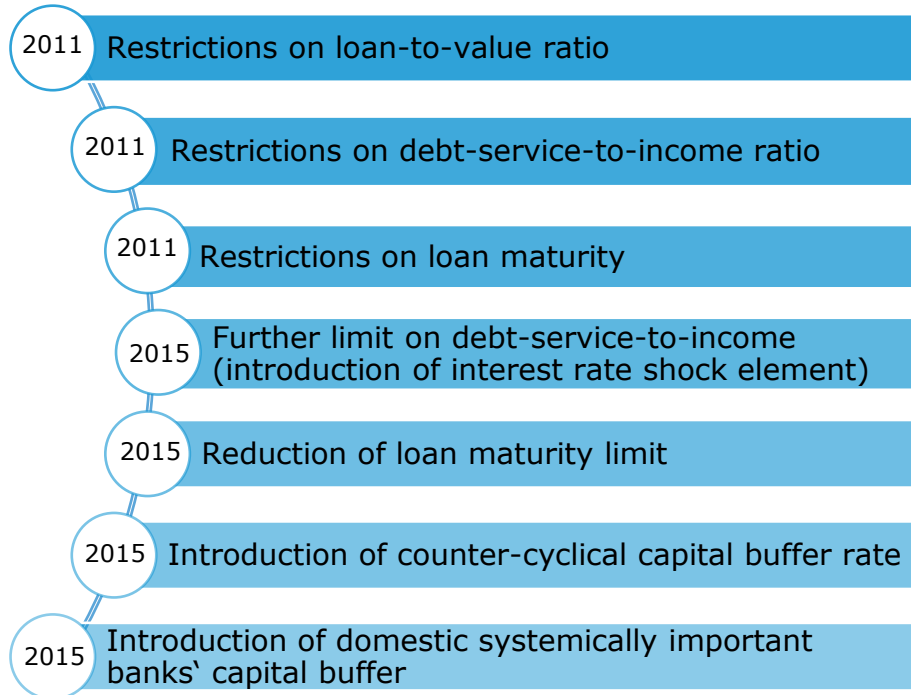 2011
Restrictions on loan-to-value ratio
2011
Restrictions on debt-service-to-income ratio
2011
Restrictions on loan maturity
2015
Further limit on debt-service-to-income
(introduction of interest rate shock element)
2015
Reduction of loan maturity limit
2015
Introduction of counter-cyclical capital buffer rate
2015
Introduction of domestic systemically important
banks‘ capital buffer